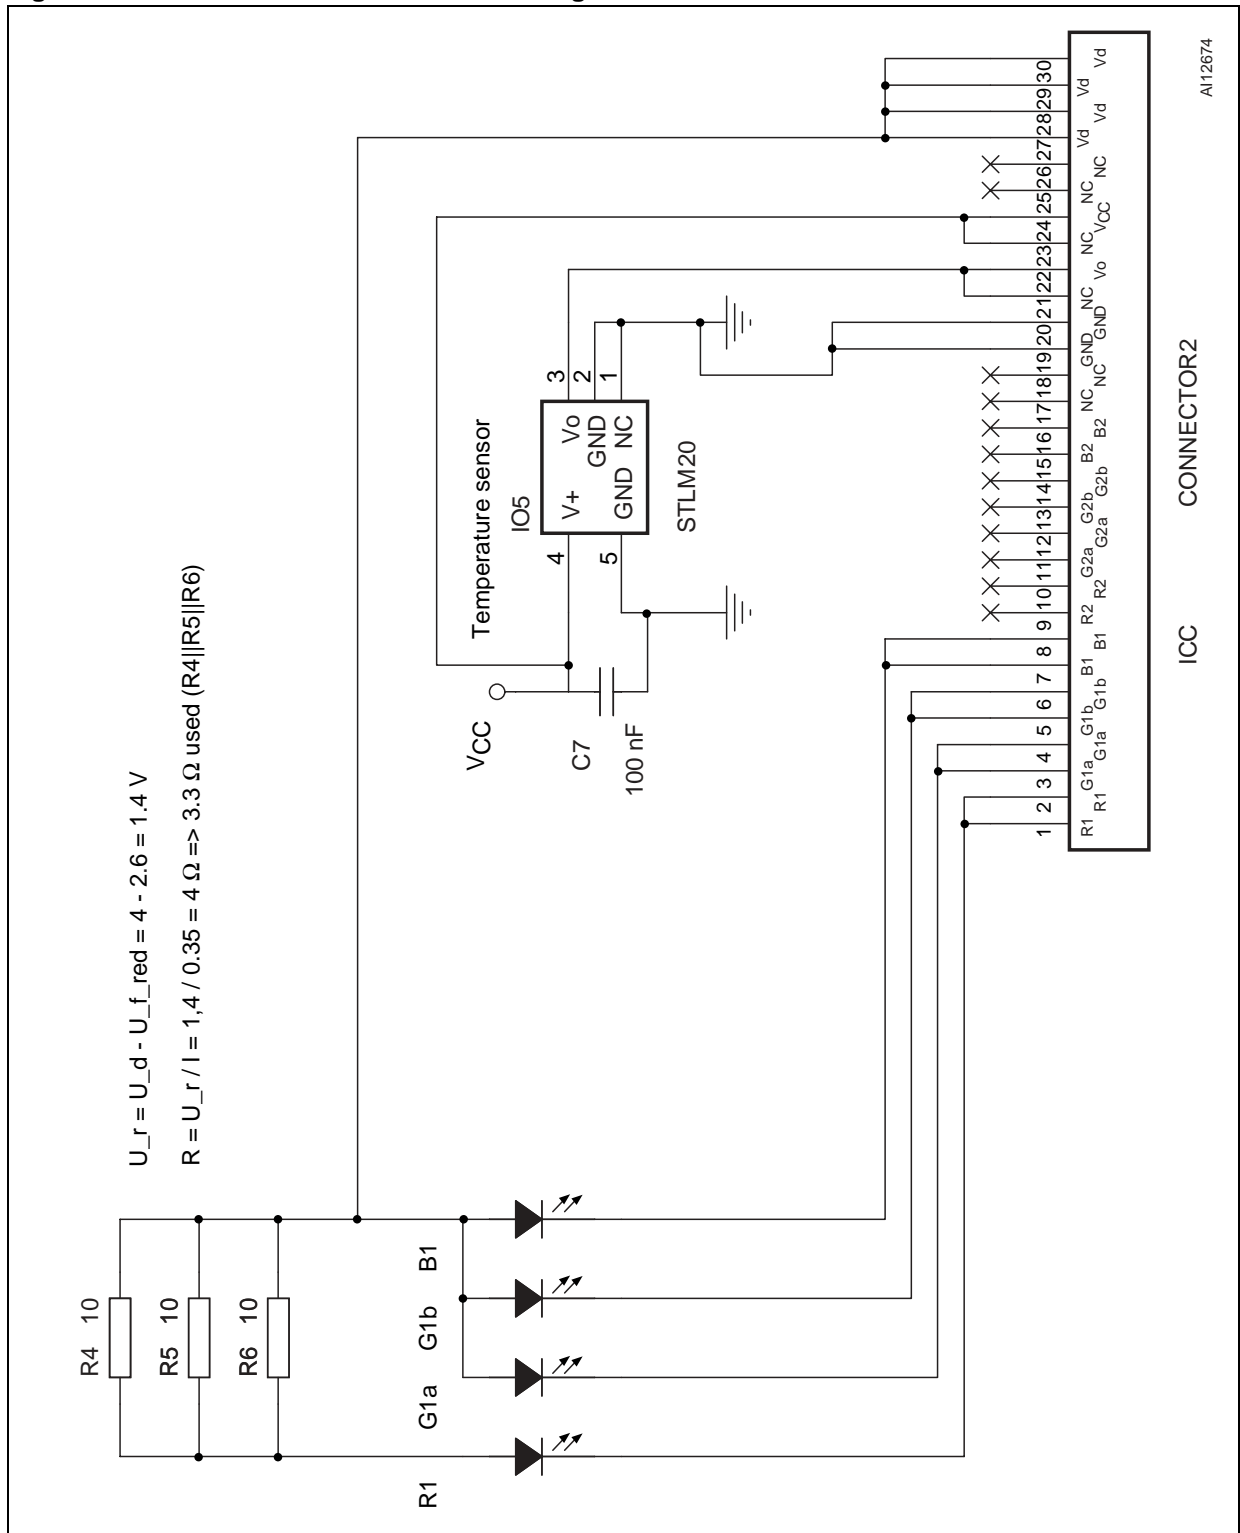 R4 10
U_r = U_d - U_f_red = 4 - 2.6 = 1.4 V
R5 10
R = U_r / I = 1,4 / 0.35 = 4 Ω => 3.3 Ω used (R4||R5||R6)
R6 10
R1
G1a
G1b
B1
VCC
C7
100 nF
Temperature sensor
IO5
4
V+
Vo
3
GND
2
5
GND
NC
1
STLM20
1 2 3 4 5 6 7 8 9 10 11 12 13 14 15 16 17 18 19 20 21 22 23 24 25 26 27 28 29 30
R1 R1 G1a G1a G1b G1b B1 B1 R2 R2 G2a G2a G2b G2b B2 B2 NC NC GND GND NC Vo NC VCC NC NC Vd Vd Vd Vd
ICC
CONNECTOR2
AI12674